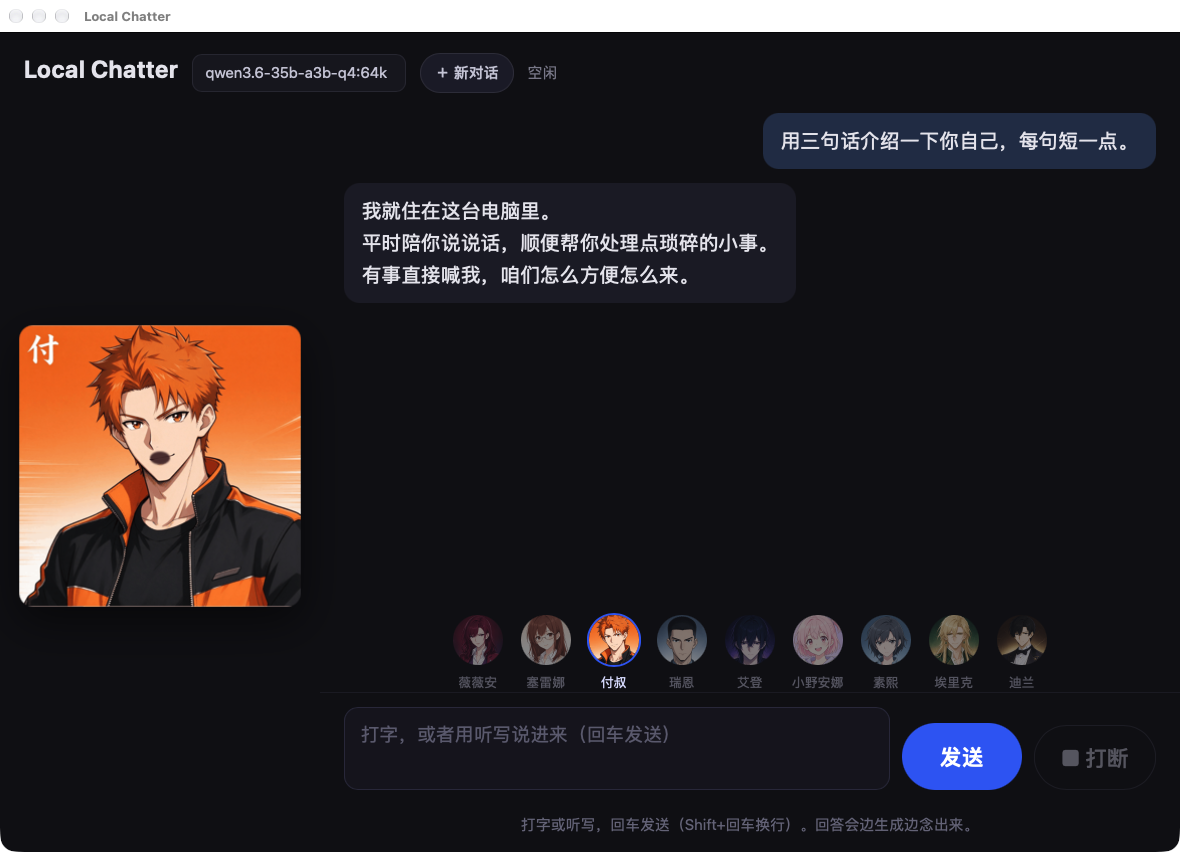 Local Chatter
Local Chatter
qwen3.6-35b-a3b-q4:64k
+ 新对话
空闲
用三句话介绍一下你自己，每句短一点。
我就住在这台电脑里。
平时陪你说说话，顺便帮你处理点琐碎的小事。
有事直接喊我，咱们怎么方便怎么来。
付
薇薇安
塞雷娜
付叔
瑞恩
艾登
小野安娜
素熙
埃里克
迪兰
打字，或者用听写说进来（回车发送）
发送
打断
打字或听写，回车发送（Shift+回车换行）。回答会边生成边念出来。